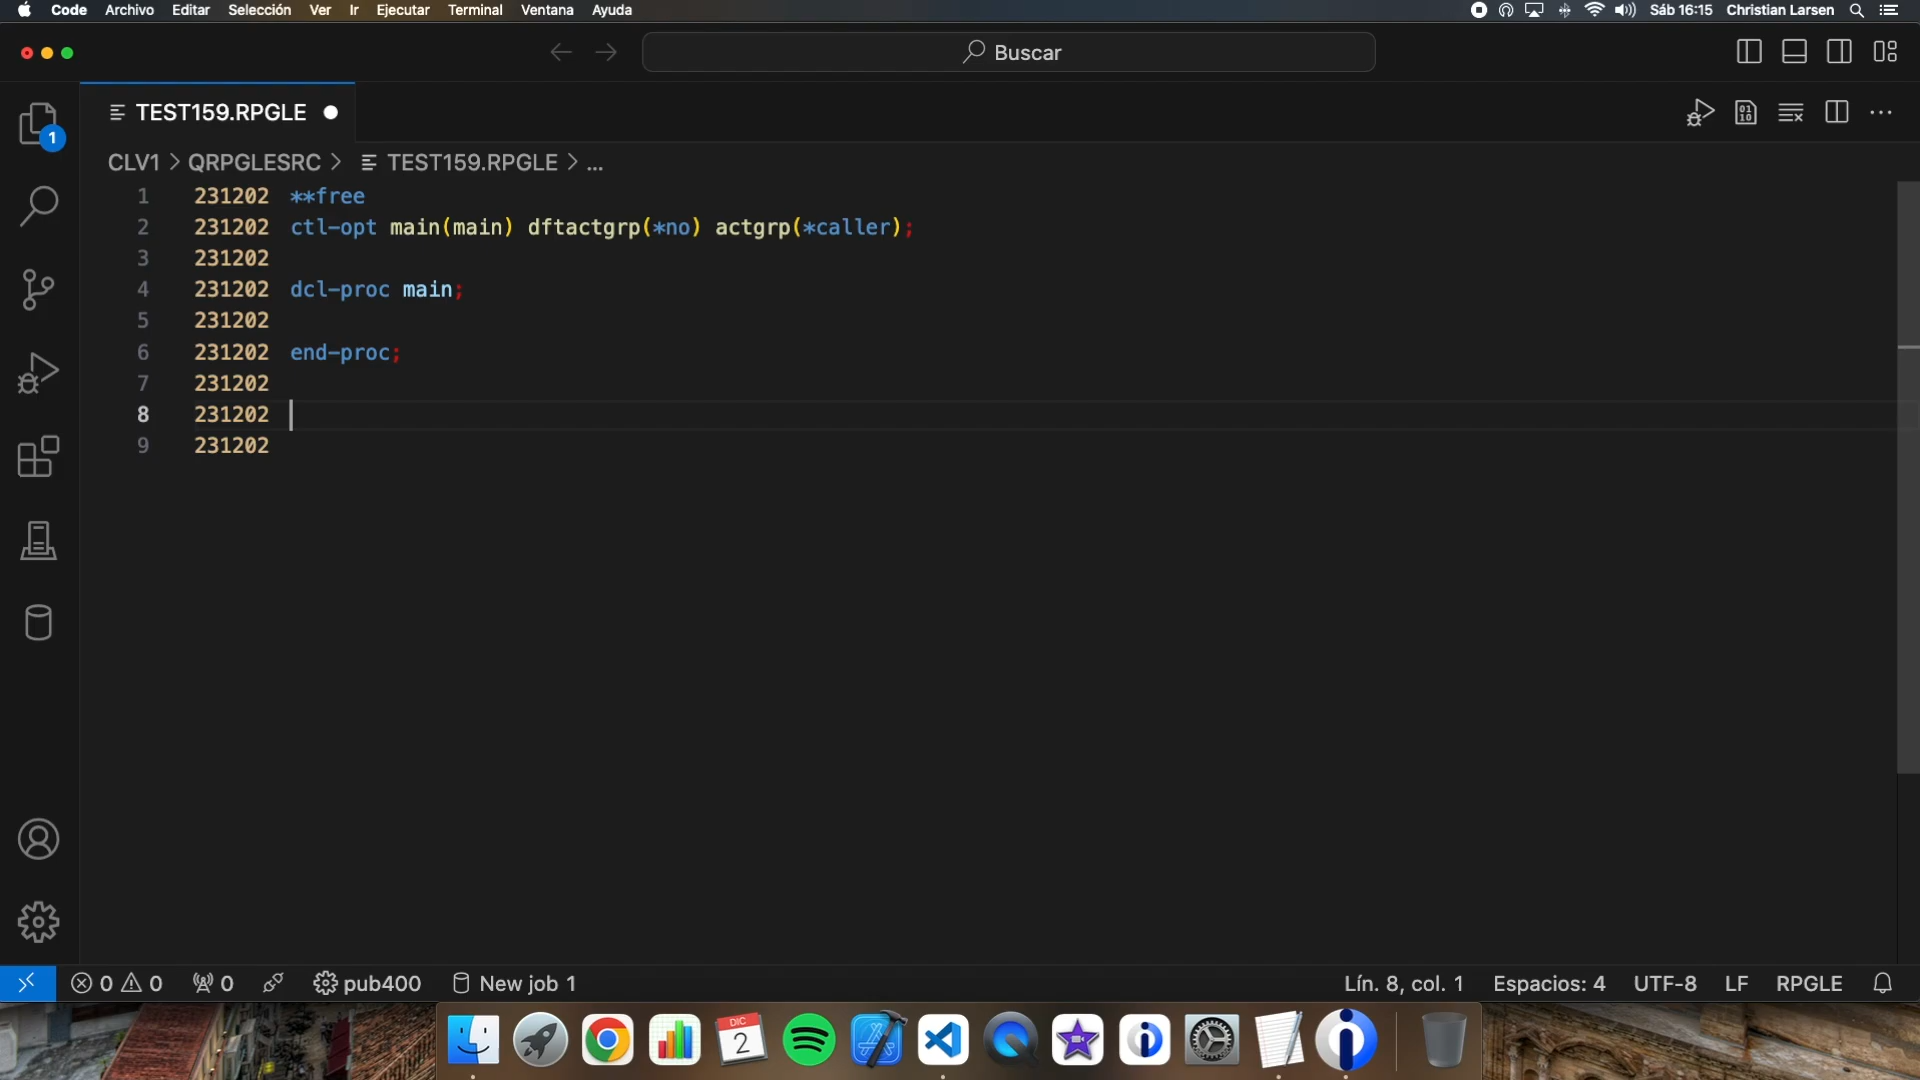 Code Archivo Editar Selección Ver Ir Ejecutar Terminal Ventana Ayuda Sáb 16:15 Christian Larsen
Buscar
TEST159.RPGLE
CLV1 > QRPGLESRC > TEST159.RPGLE > ...
1 231202 **free
2 231202 ctl-opt main(main) dftactgrp(*no) actgrp(*caller);
3 231202
4 231202 dcl-proc main;
5 231202
6 231202 end-proc;
7 231202
8 231202
9 231202
1
0 0 0 pub400 New job 1 Lín. 8, col. 1 Espacios: 4 UTF-8 LF RPGLE
DIC
2